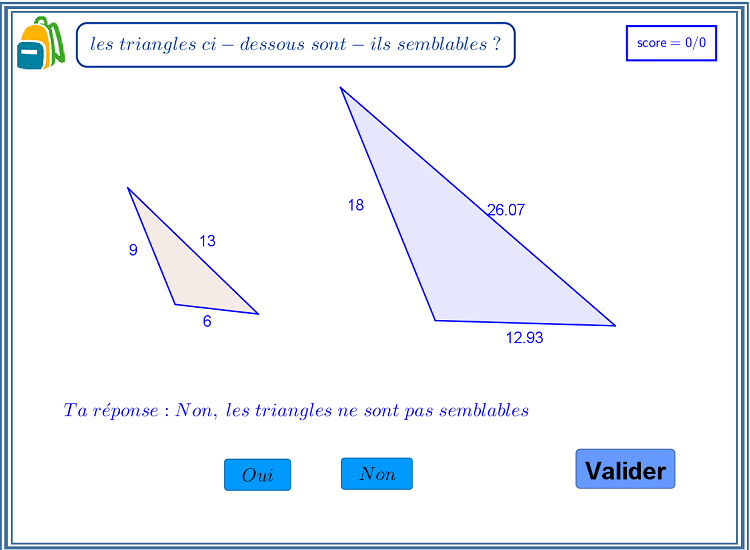 les triangles ci – dessous sont – ils semblables ?
score = 0/0
18
26.07
9
13
6
12.93
Ta réponse : Non, les triangles ne sont pas semblables
Oui
Non
Valider